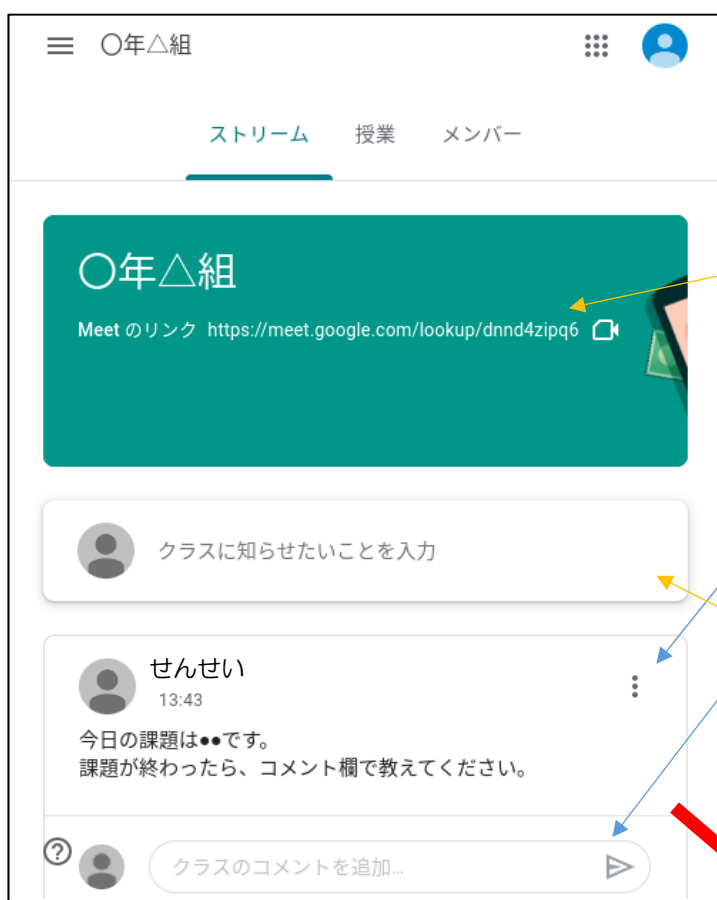 〇年△組
ストリーム 授業 メンバー
〇年△組
Meet のリンク https://meet.google.com/lookup/dnnd4zipq6
クラスに知らせたいことを入力
せんせい
13:43
今日の課題は●●です。
課題が終わったら、コメント欄で教えてください。
クラスのコメントを追加...